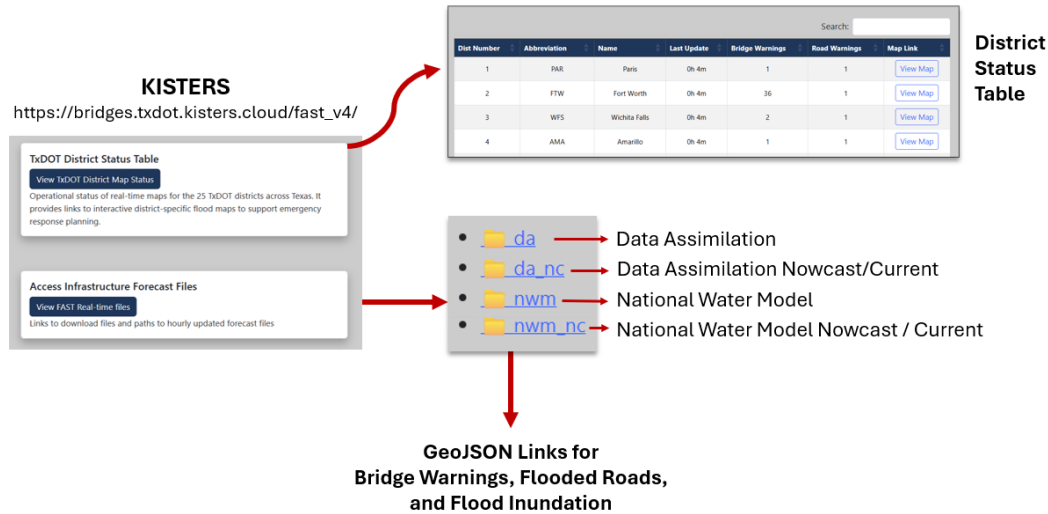 KISTERS
https://bridges.txdot.kisters.cloud/fast_v4/
TxDOT District Status Table
View TxDOT District Map Status
Operational status of real-time maps for the 25 TxDOT districts across Texas. It
provides links to interactive district-specific flood maps to support emergency
response planning.
Access Infrastructure Forecast Files
View FAST Real-time files
Links to download files and paths to hourly updated forecast files
Search:
Dist Number Abbreviation Name Last Update Bridge Warnings Road Warnings Map Link
1 PAR Paris 0h 4m 1 1 View Map
2 FTW Fort Worth 0h 4m 36 1 View Map
3 WFS Wichita Falls 0h 4m 2 1 View Map
4 AMA Amarillo 0h 4m 1 1 View Map
District
Status
Table
da Data Assimilation
da_nc Data Assimilation Nowcast/Current
nwm National Water Model
nwm_nc National Water Model Nowcast / Current
GeoJSON Links for
Bridge Warnings, Flooded Roads,
and Flood Inundation